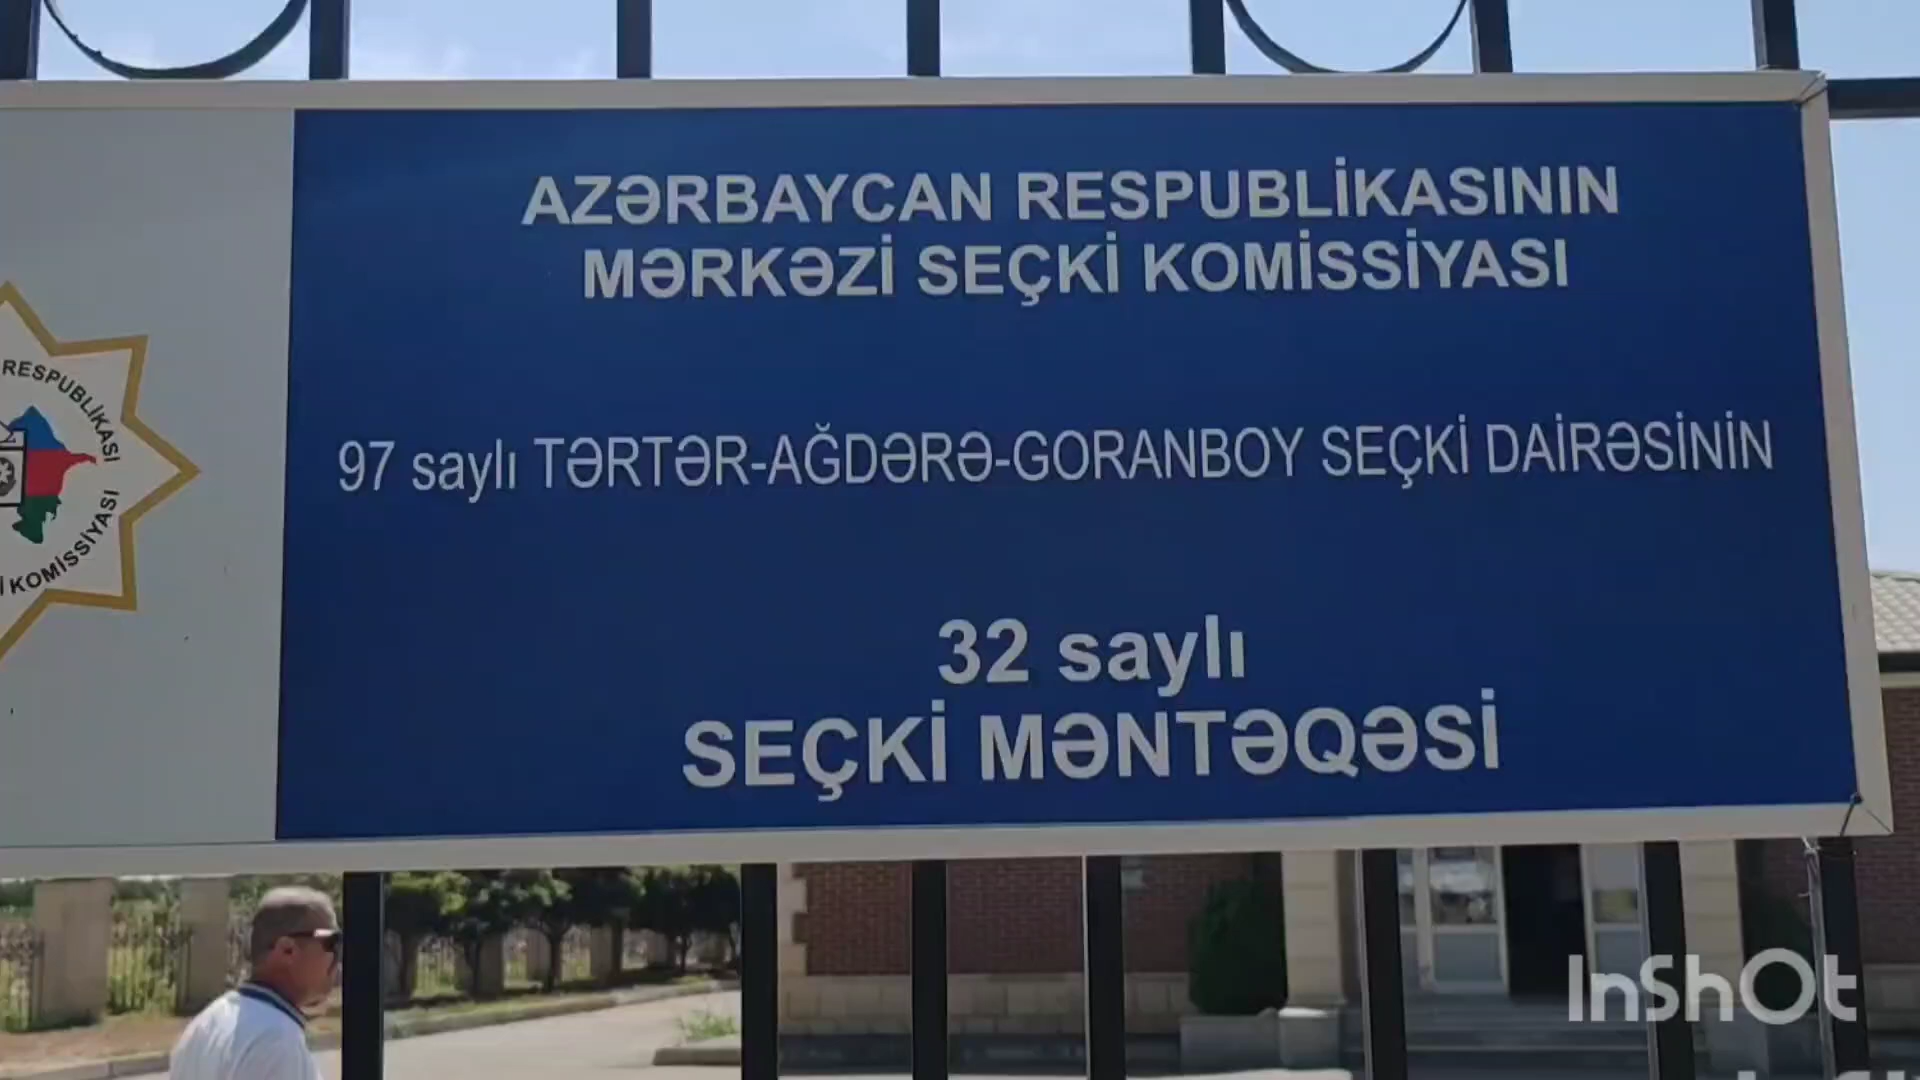 AZƏRBAYCAN RESPUBLİKASININ
MƏRKƏZİ SEÇKİ KOMİSSİYASI
97 saylı TƏRTƏR-AĞDƏRƏ-GORANBOY SEÇKİ DAİRƏSİNİN
32 saylı
SEÇKİ MƏNTƏQƏSİ
RESPUBLİKASI
KOMİSSİYASI
InShOt